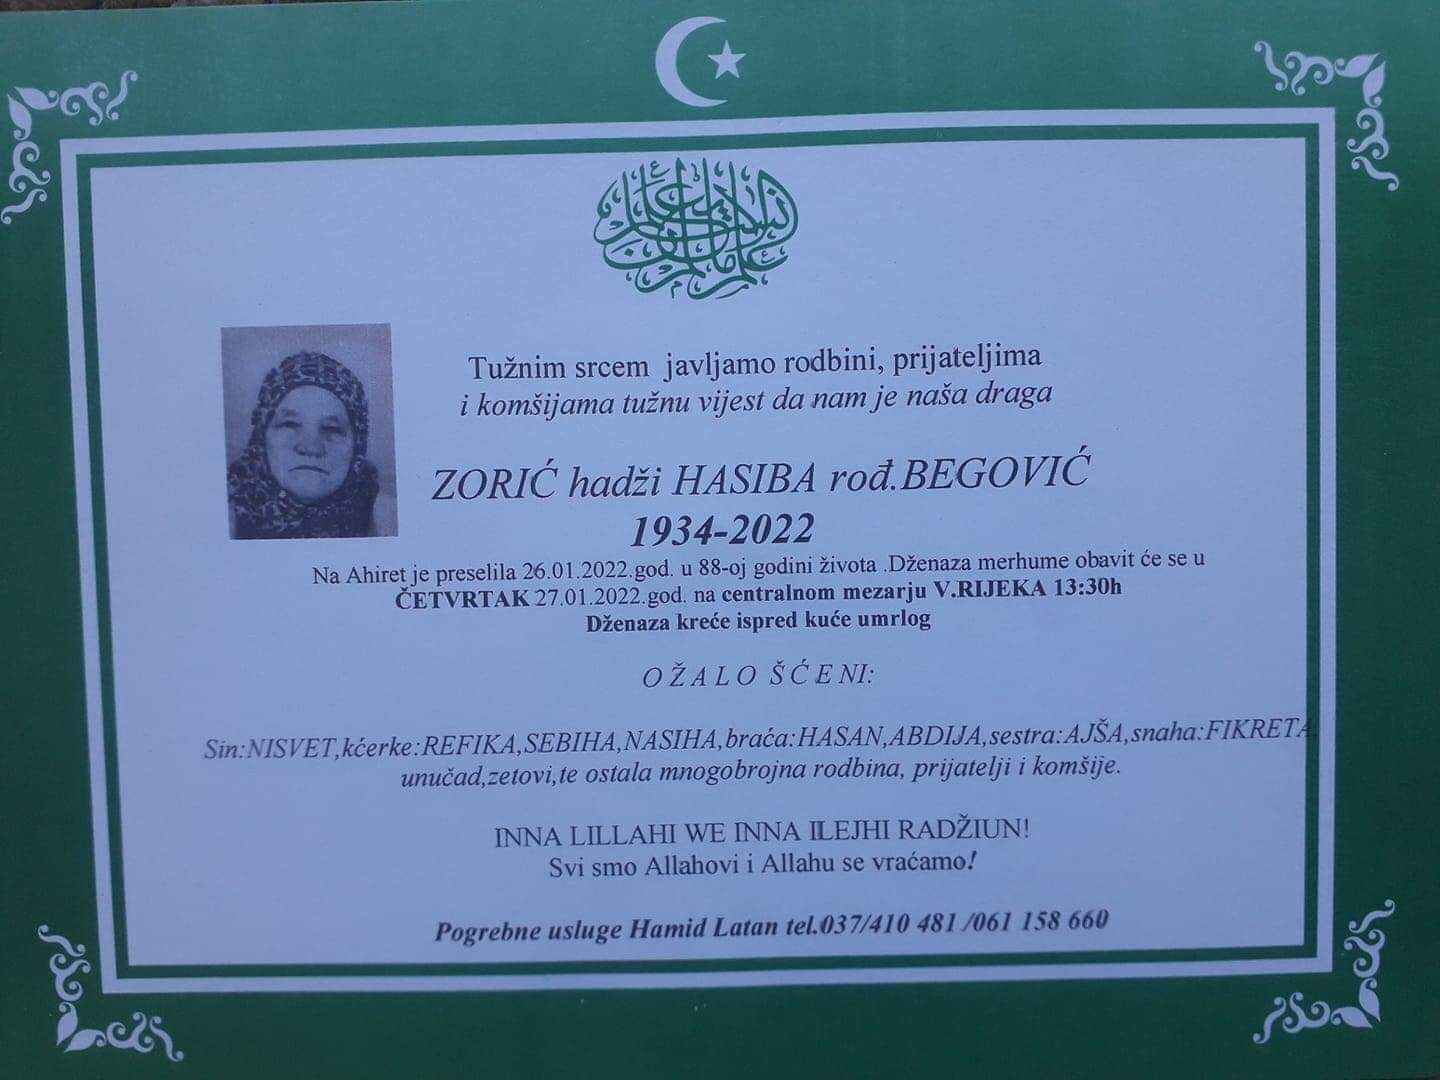 Tužnim srcem javljamo rodbini, prijateljima
i komšijama tužnu vijest da nam je naša draga
ZORIĆ hadži HASIBA rođ.BEGOVIĆ
1934-2022
Na Ahiret je preselila 26.01.2022.god. u 88-oj godini života .Dženaza merhume obavit će se u
ČETVRTAK 27.01.2022.god. na centralnom mezarju V.RIJEKA 13:30h
Dženaza kreće ispred kuće umrlog
OŽALO ŠĆENI:
Sin:NISVET,kćerke:REFIKA,SEBIHA,NASIHA,braća:HASAN,ABDIJA,sestra:AJŠA,snaha:FIKRETA,
unučad,zetovi,te ostala mnogobrojna rodbina, prijatelji i komšije.
INNA LILLAHI WE INNA ILEJHI RADŽIUN!
Svi smo Allahovi i Allahu se vraćamo!
Pogrebne usluge Hamid Latan tel.037/410 481 /061 158 660